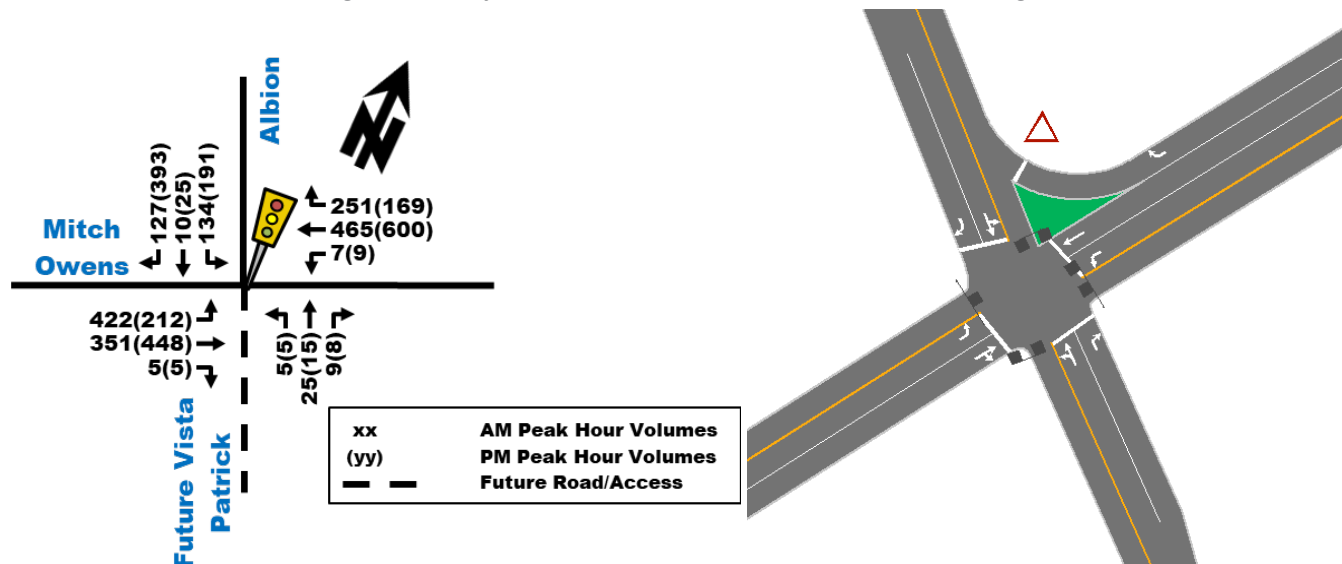 Albion
127(393)
10(25)
134(191)
N
251(169)
465(600)
7(9)
Mitch
Owens
422(212)
351(448)
5(5)
5(5)
25(15)
9(8)
Future Vista
Patrick
xx AM Peak Hour Volumes
(yy) PM Peak Hour Volumes
Future Road/Access